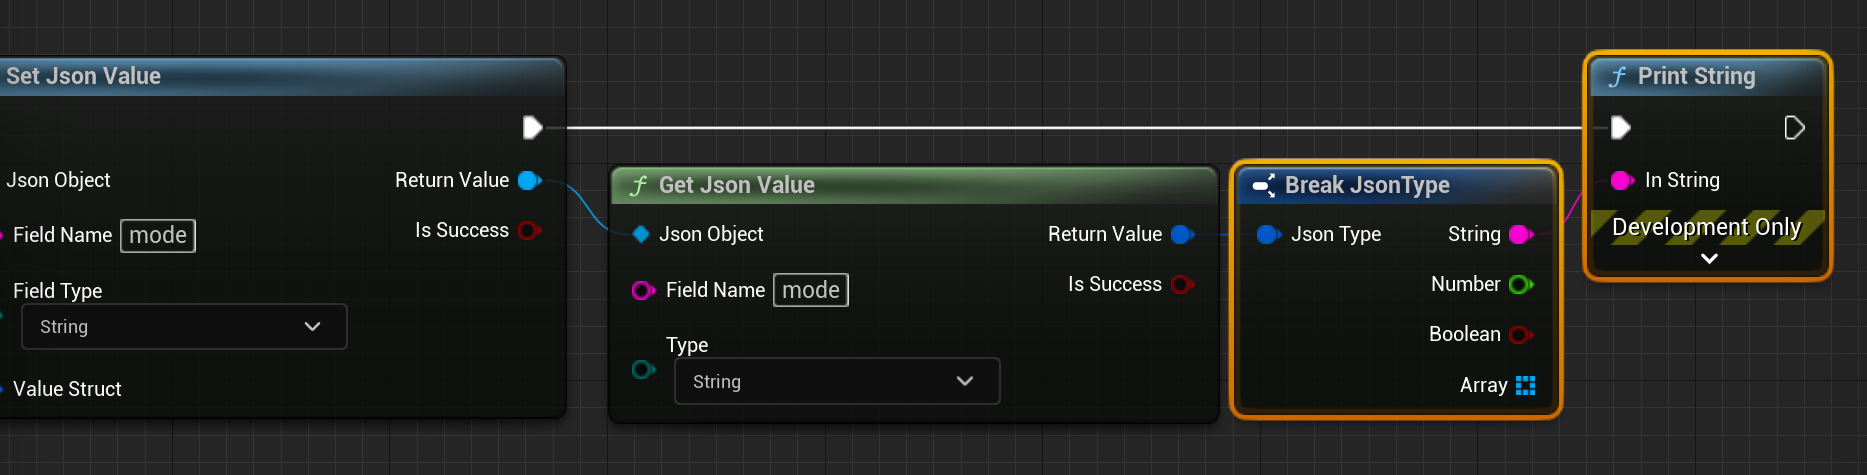 Set Json Value
Json Object
Return Value
Field Name mode
Is Success
Field Type
String
Value Struct
f Get Json Value
Json Object
Return Value
Field Name mode
Is Success
Type
String
Break JsonType
Json Type
String
Number
Boolean
Array
f Print String
In String
Development Only